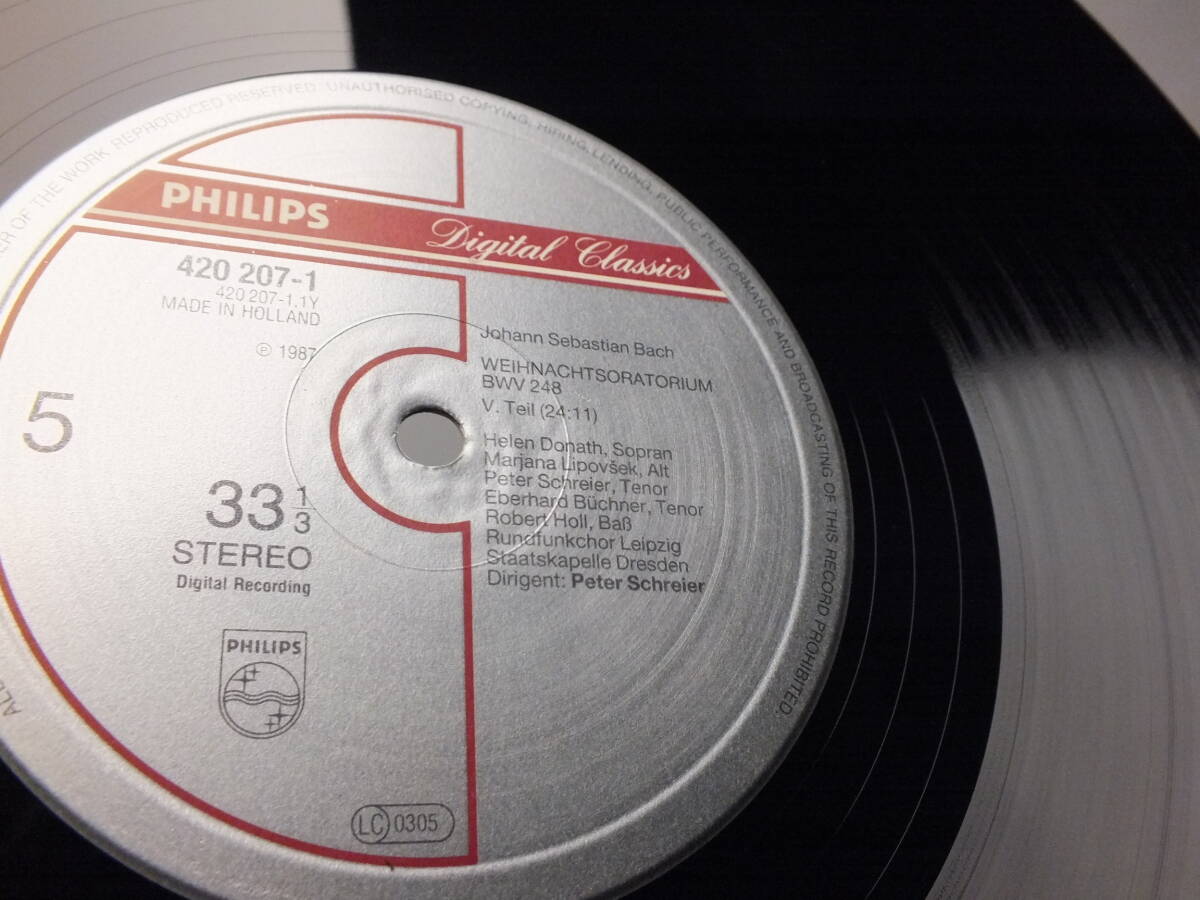 ER OF THE WORK REPRODUCED RESERVED. UNAUTHORISED COPYING, HIRING, LENDING, PUBLIC PERFORMANCE AND BROADCASTING OF THIS RECORD PROHIBITED.
PHILIPS
Digital Classics
420 207-1
420 207-1.1Y
MADE IN HOLLAND
℗ 1987
5
33 1/3
STEREO
Digital Recording
PHILIPS
LC 0305
Johann Sebastian Bach
WEIHNACHTSORATORIUM
BWV 248
V. Teil (24:11)
Helen Donath, Sopran
Marjana Lipovšek, Alt
Peter Schreier, Tenor
Eberhard Büchner, Tenor
Robert Holl, Baß
Rundfunkchor Leipzig
Staatskapelle Dresden
Dirigent: Peter Schreier